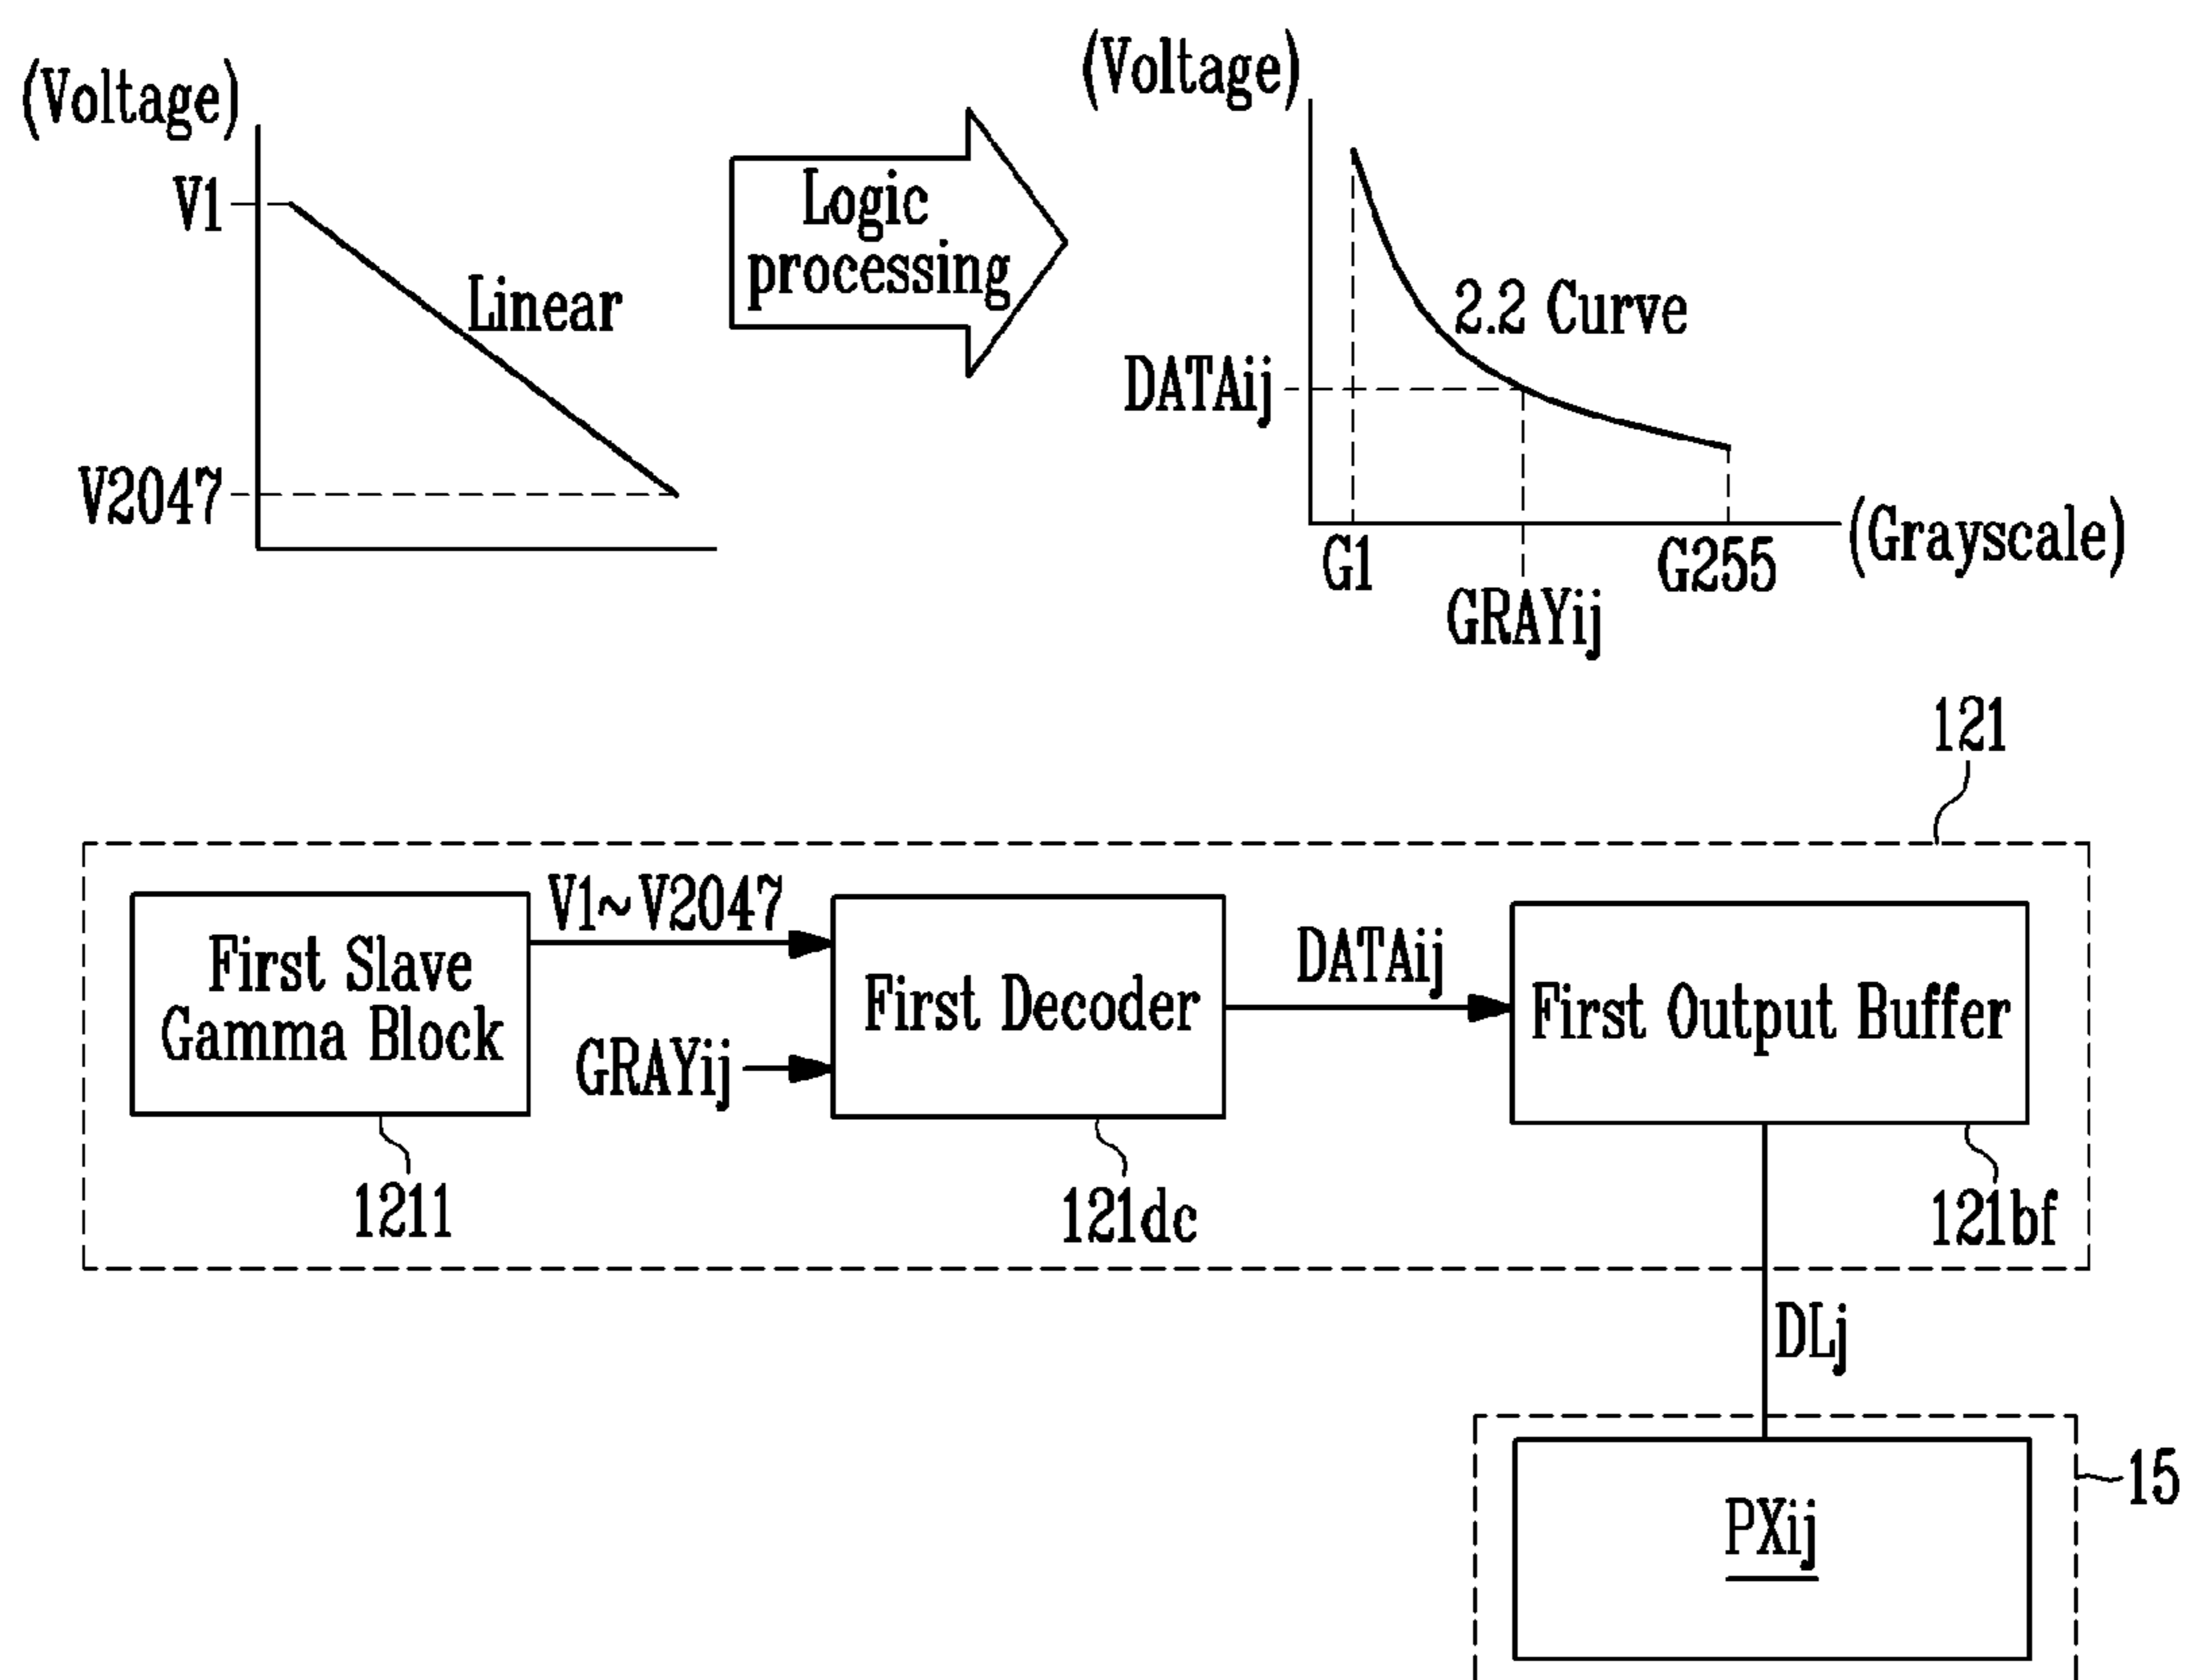 (Voltage)
V1
Linear
V2047
Logic
processing
(Voltage)
2.2 Curve
DATAij
(Grayscale)
G1
G255
GRAYij
121
First Slave
Gamma Block
V1~V2047
GRAYij
First Decoder
DATAij
First Output Buffer
1211
121dc
121bf
DLj
15
PXij